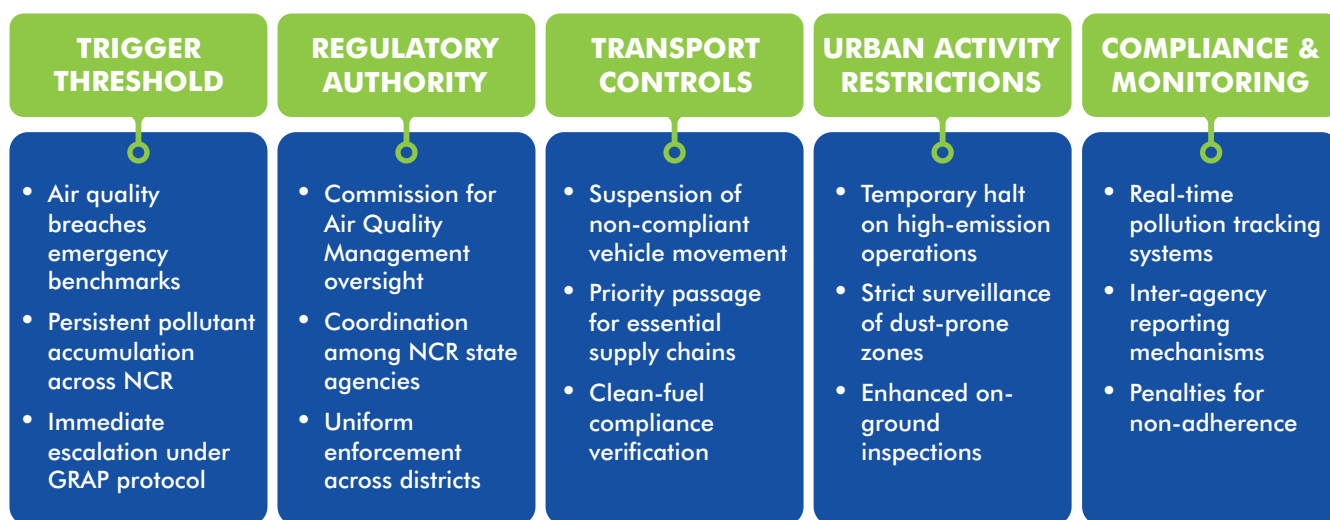 TRIGGER
THRESHOLD
• Air quality
breaches
emergency
benchmarks
• Persistent pollutant
accumulation
across NCR
• Immediate
escalation under
GRAP protocol
REGULATORY
AUTHORITY
• Commission for
Air Quality
Management
oversight
• Coordination
among NCR state
agencies
• Uniform
enforcement
across districts
TRANSPORT
CONTROLS
• Suspension of
non-compliant
vehicle movement
• Priority passage
for essential
supply chains
• Clean-fuel
compliance
verification
URBAN ACTIVITY
RESTRICTIONS
• Temporary halt
on high-emission
operations
• Strict surveillance
of dust-prone
zones
• Enhanced on-
ground
inspections
COMPLIANCE &
MONITORING
• Real-time
pollution tracking
systems
• Inter-agency
reporting
mechanisms
• Penalties for
non-adherence